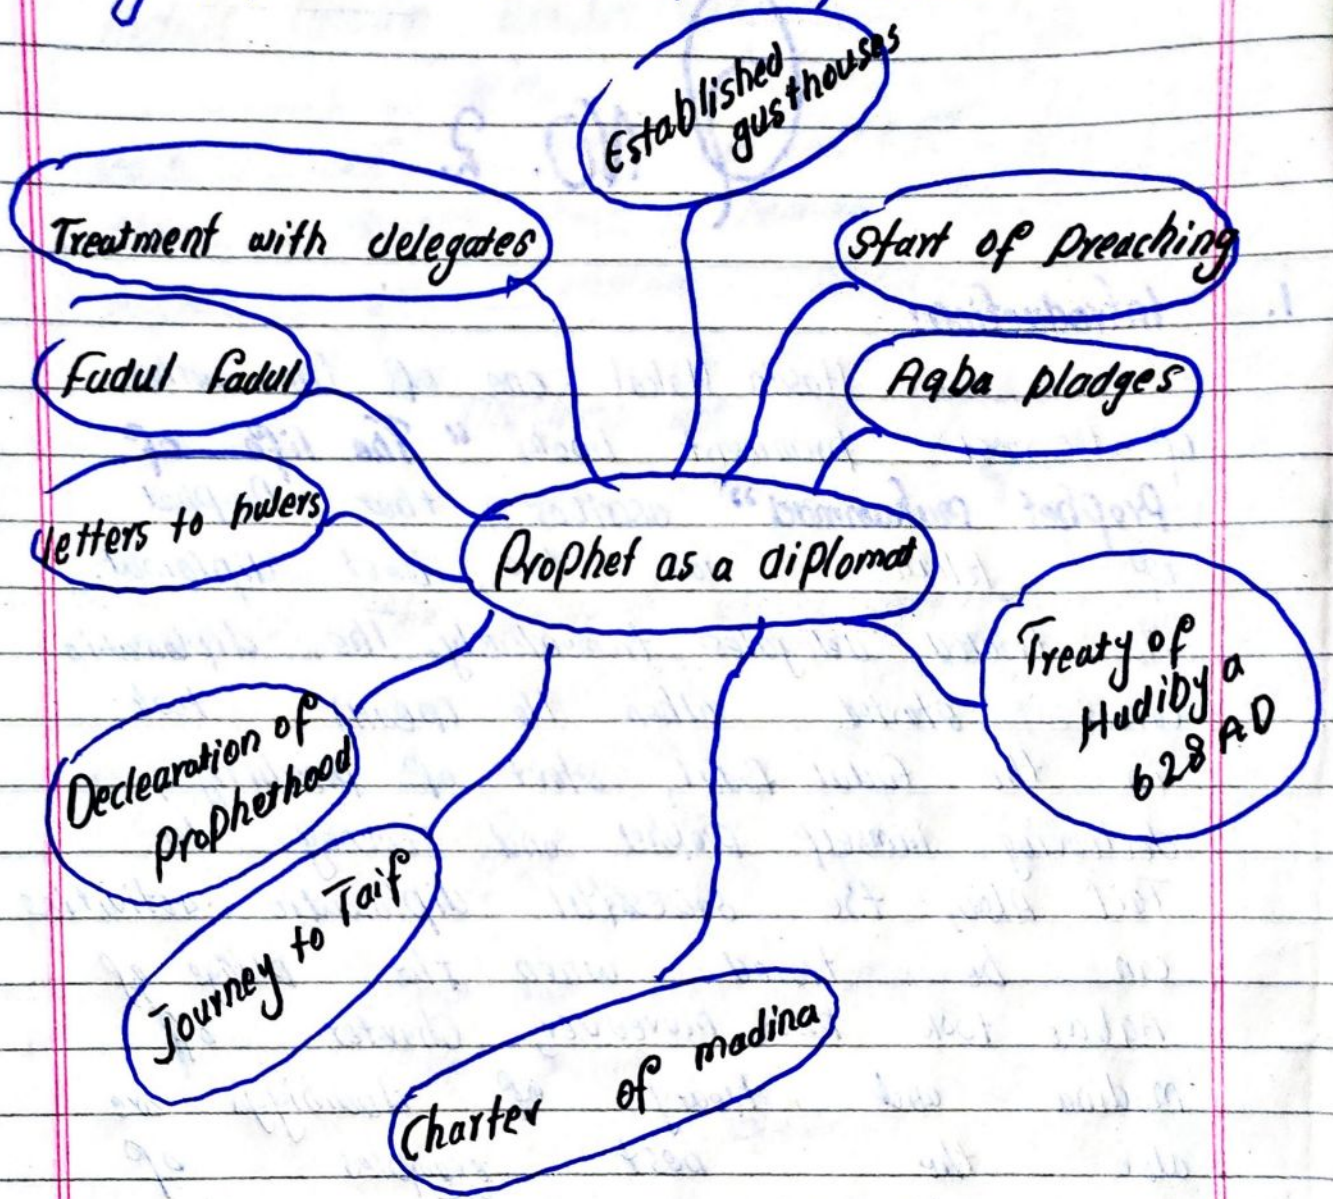 Established
gusthouses
Treatment with delegates
Start of preaching
Fudul fadul
Aqba pladges
letters to rulers
Prophet as a diplomat
Treaty of
Hudibya
628 AD
Declearation of
prophethood
Journey to Taif
Charter of madina